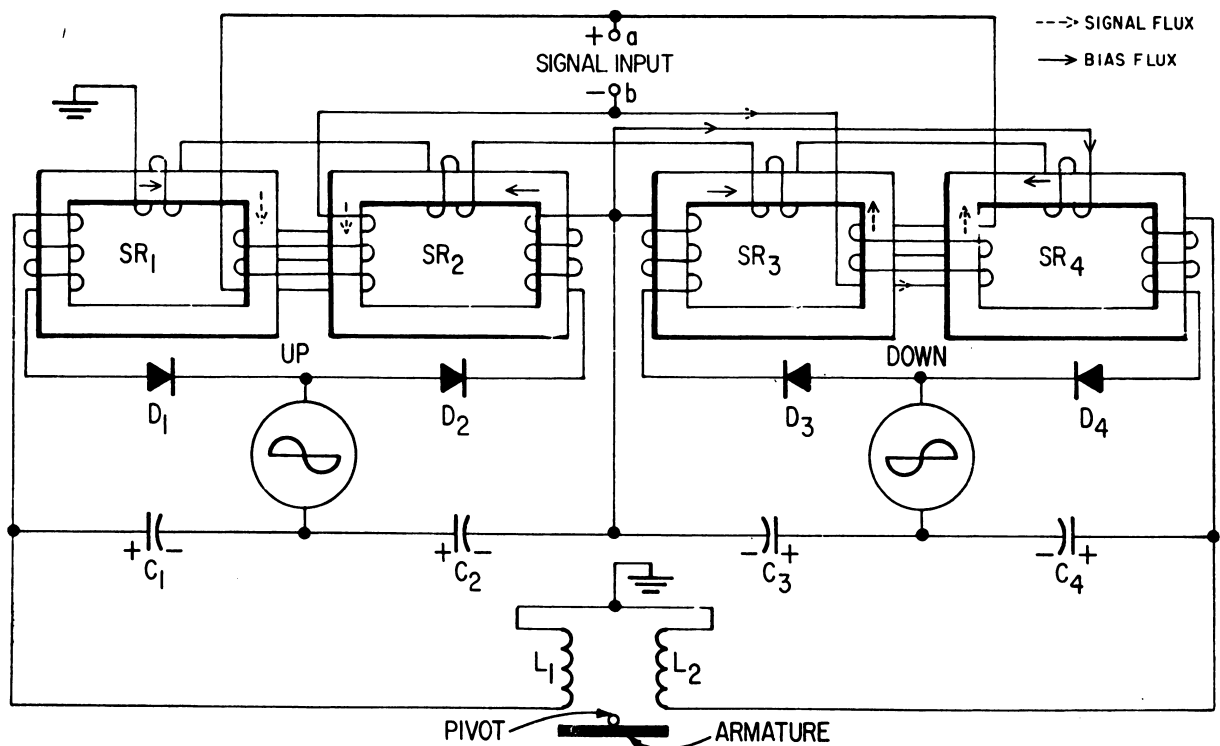 SIGNAL FLUX
BIAS FLUX
+ a
SIGNAL INPUT
- b
SR1
SR2
SR3
SR4
UP
DOWN
D1
D2
D3
D4
+ -
+ -
- +
- +
C1
C2
C3
C4
L1
L2
PIVOT
ARMATURE